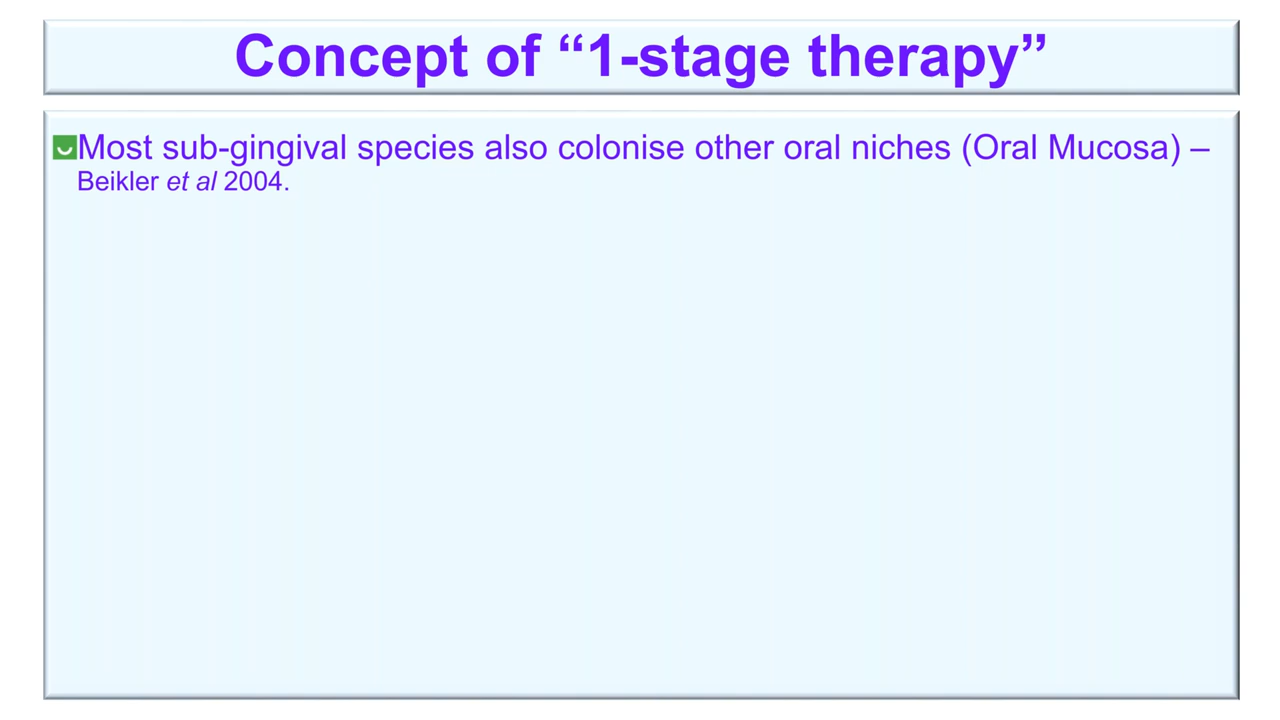 Concept of “1-stage therapy”
Most sub-gingival species also colonise other oral niches (Oral Mucosa) –
Beikler et al 2004.